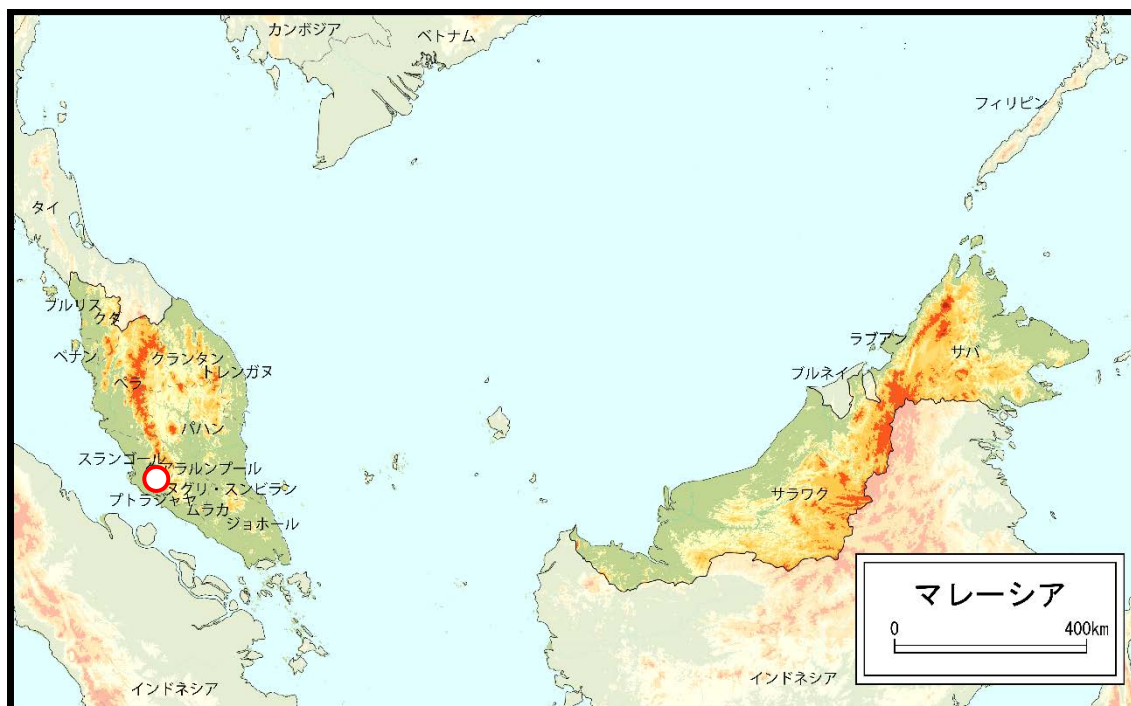 カンボジア
ベトナム
フィリピン
タイ
プルリス
クダ
ペナン
クランタン
トレンガヌ
ペラ
パハン
スランゴール
クアラルンプール
ヌグリ・スンビラン
プトラジャヤ
ムラカ
ジョホール
ラブアン
サバ
ブルネイ
サラワク
マレーシア
0 400km
インドネシア
インドネシア